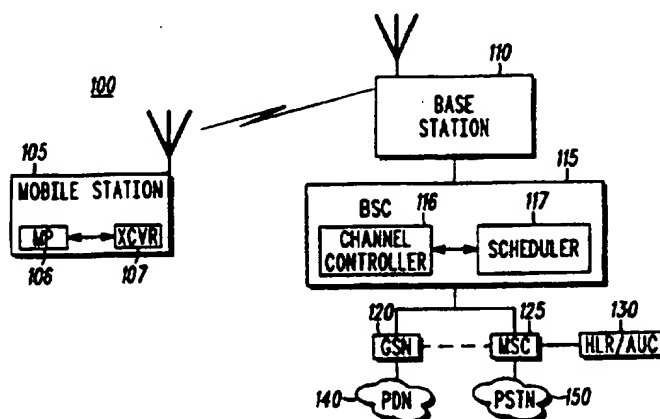 100
110
BASE
STATION
105
MOBILE STATION
MP
XCVR
106
107
115
BSC
116
117
CHANNEL
CONTROLLER
SCHEDULER
120
125
130
GSN
MSC
HLR/AUC
140
PDN
PSTN
150